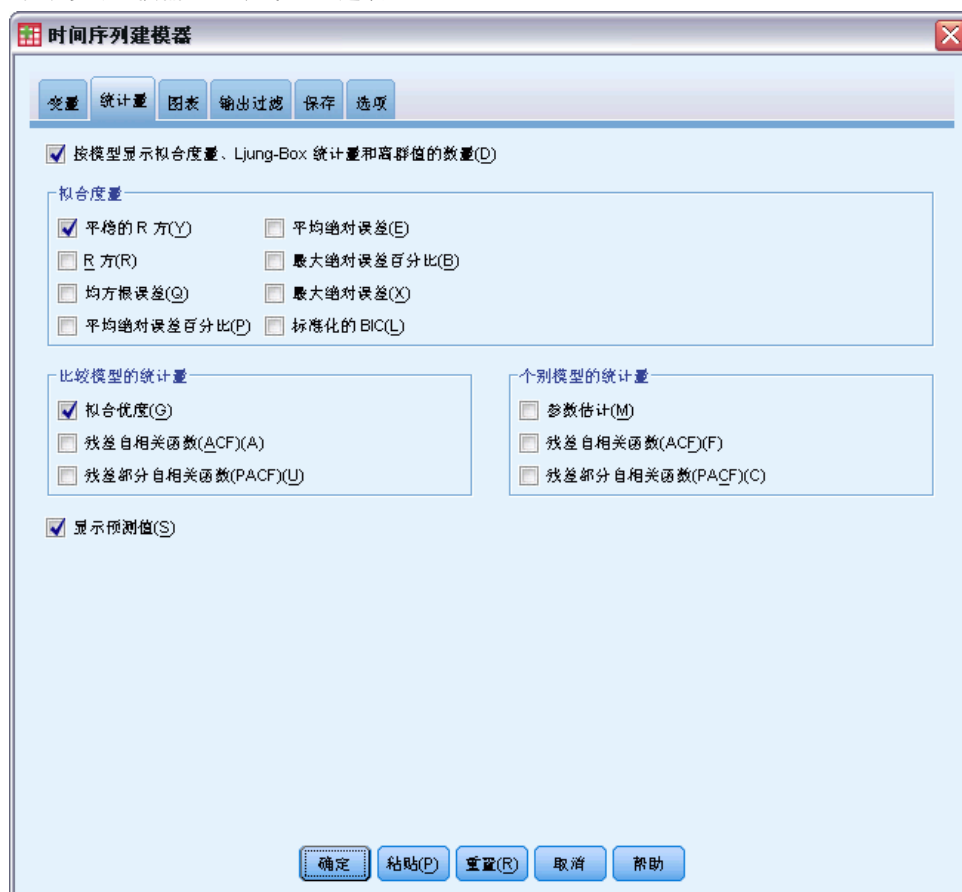 时间序列建模器
变量 统计量 图表 输出过滤 保存 选项
按模型显示拟合度量、Ljung-Box 统计量和离群值的数量(D)
拟合度量
平稳的 R 方(Y) 平均绝对误差(E)
R 方(R) 最大绝对误差百分比(B)
均方根误差(Q) 最大绝对误差(X)
平均绝对误差百分比(P) 标准化的 BIC(L)
比较模型的统计量 个别模型的统计量
拟合优度(G) 参数估计(M)
残差自相关函数(ACF)(A) 残差自相关函数(ACF)(F)
残差部分自相关函数(PACF)(U) 残差部分自相关函数(PACF)(C)
显示预测值(S)
确定 粘贴(P) 重置(R) 取消 帮助